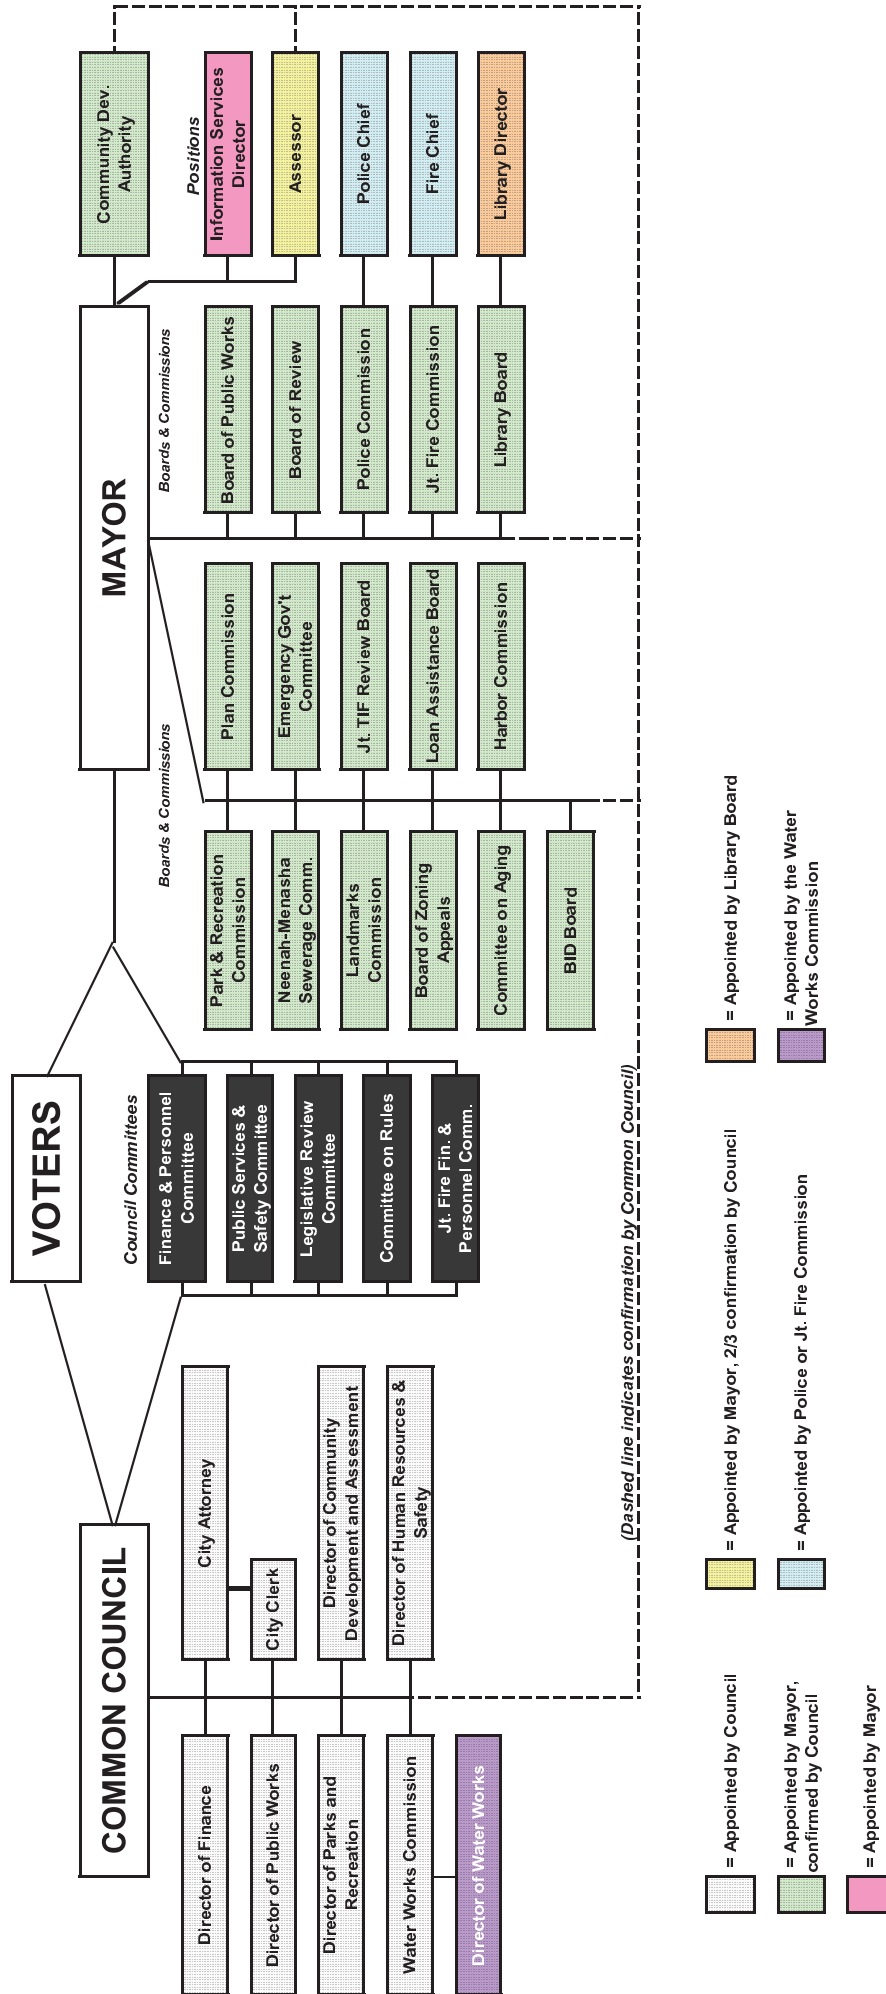 VOTERS
COMMON COUNCIL
MAYOR
Community Dev.
Authority
Council Committees
Boards & Commissions
Boards & Commissions
Positions
Director of Finance
Director of Public Works
Director of Parks and
Recreation
Water Works Commission
Director of Water Works
City Attorney
City Clerk
Director of Community
Development and Assessment
Director of Human Resources &
Safety
Finance & Personnel
Committee
Public Services &
Safety Committee
Legislative Review
Committee
Committee on Rules
Jt. Fire Fin. &
Personnel Comm.
Park & Recreation
Commission
Neenah-Menasha
Sewerage Comm.
Landmarks
Commission
Board of Zoning
Appeals
Committee on Aging
BID Board
Plan Commission
Emergency Gov't
Committee
Jt. TIF Review Board
Loan Assistance Board
Harbor Commission
Board of Public Works
Board of Review
Police Commission
Jt. Fire Commission
Library Board
Information Services
Director
Assessor
Police Chief
Fire Chief
Library Director
(Dashed line indicates confirmation by Common Council)
= Appointed by Council
= Appointed by Mayor, 2/3 confirmation by Council
= Appointed by Library Board
= Appointed by Mayor,
confirmed by Council
= Appointed by Police or Jt. Fire Commission
= Appointed by the Water
Works Commission
= Appointed by Mayor